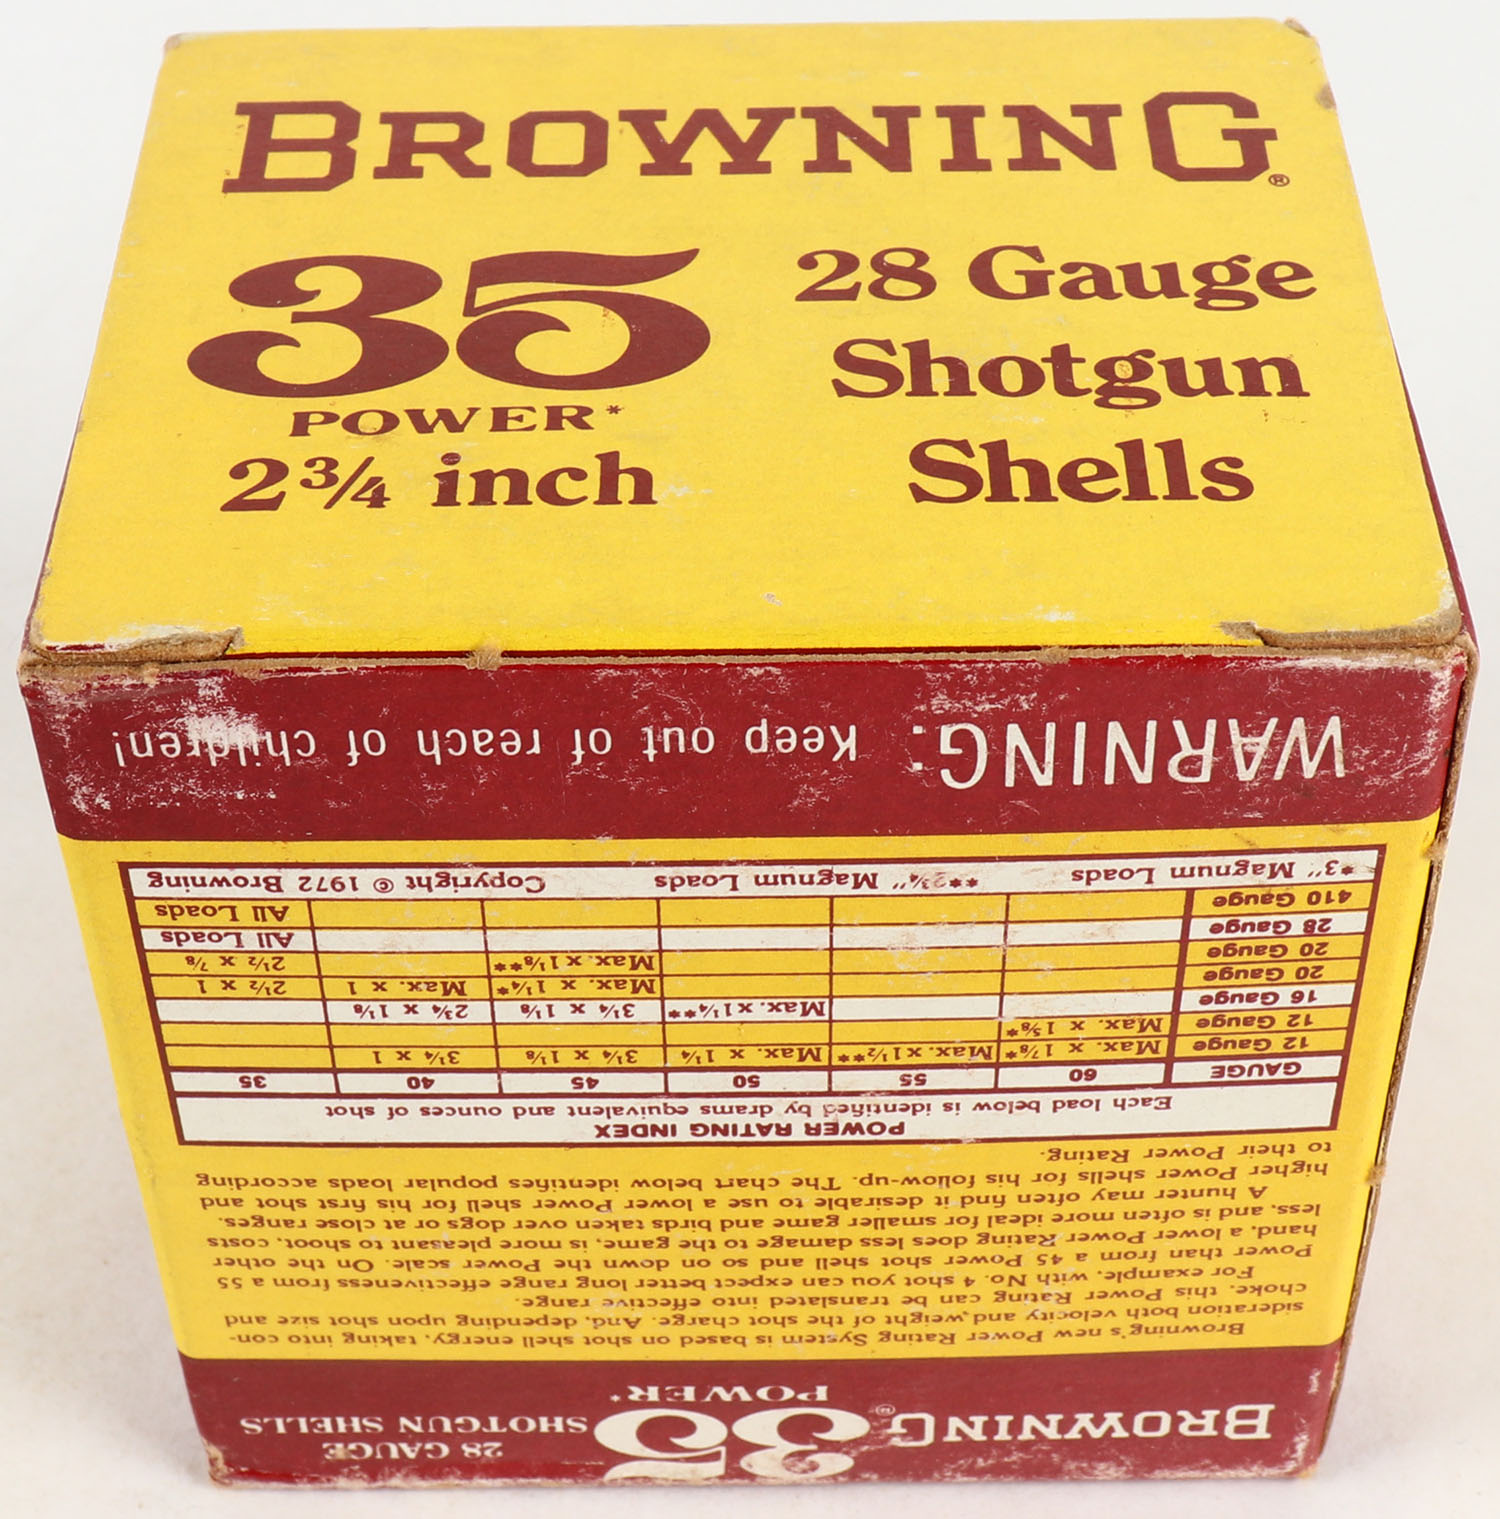 BROWNING®
35 28 Gauge
POWER* Shotgun
2¾ inch Shells
BROWNING® 35 POWER* 28 GAUGE
SHOTGUN SHELLS
Browning's new Power Rating System is based on shot shell energy, taking into con-
sideration both velocity and weight of the shot charge. And, depending upon shot size and
choke, this Power Rating can be translated into effective range.
For example, with No. 4 shot you can expect better long range effectiveness from a 55
Power than from a 45 Power shot shell and so on down the Power scale. On the other
hand, a lower Power Rating does less damage to the game, is more pleasant to shoot, costs
less, and is often more ideal for smaller game and birds taken over dogs or at close ranges.
A hunter may often find it desirable to use a lower Power shell for his first shot and
higher Power shells for his follow-up. The chart below identifies popular loads according
to their Power Rating.
POWER RATING INDEX
Each load below is identified by drams equivalent and ounces of shot
GAUGE 60 55 50 45 40 35
12 Gauge Max. x 1⅞* Max. x 1½** Max. x 1¼ 3¼ x 1⅛ 3¼ x 1
12 Gauge Max. x 1⅝*
16 Gauge Max. x 1¼** 3¼ x 1⅛ 2¾ x 1⅛
20 Gauge Max. x 1¼* Max. x 1 2½ x 1
20 Gauge Max. x 1⅛** 2½ x ⅞
28 Gauge All Loads
410 Gauge All Loads
*3" Magnum Loads **2¾" Magnum Loads Copyright © 1972 Browning
WARNING: Keep out of reach of children!